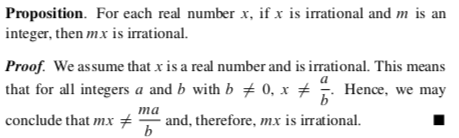 Proposition. For each real number x, if x is irrational and m is an
integer, then mx is irrational.
Proof. We assume that x is a real number and is irrational. This means
that for all integers a and b with b ≠ 0, x ≠ a/b. Hence, we may
conclude that mx ≠ ma/b and, therefore, mx is irrational. ■